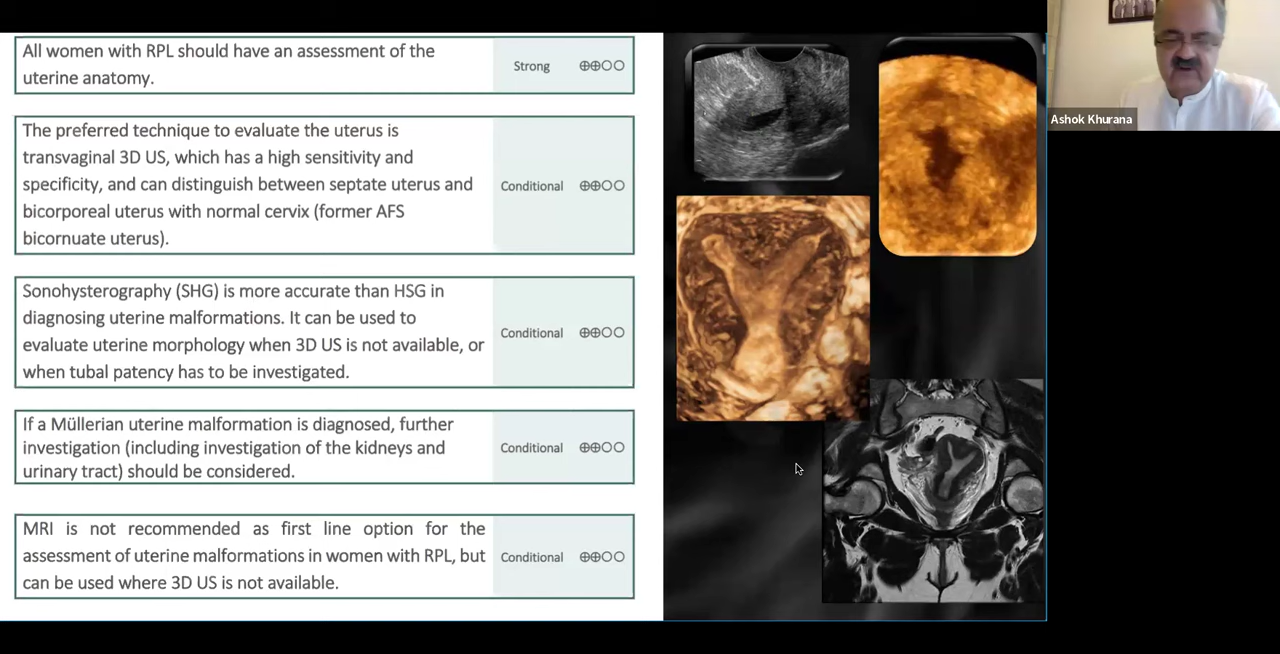 All women with RPL should have an assessment of the
uterine anatomy.
Strong ⊕⊕○○
The preferred technique to evaluate the uterus is
transvaginal 3D US, which has a high sensitivity and
specificity, and can distinguish between septate uterus and
bicorporeal uterus with normal cervix (former AFS
bicornuate uterus).
Conditional ⊕⊕○○
Sonohysterography (SHG) is more accurate than HSG in
diagnosing uterine malformations. It can be used to
evaluate uterine morphology when 3D US is not available, or
when tubal patency has to be investigated.
Conditional ⊕⊕○○
If a Müllerian uterine malformation is diagnosed, further
investigation (including investigation of the kidneys and
urinary tract) should be considered.
Conditional ⊕⊕○○
MRI is not recommended as first line option for the
assessment of uterine malformations in women with RPL, but
can be used where 3D US is not available.
Conditional ⊕⊕○○
Ashok Khurana